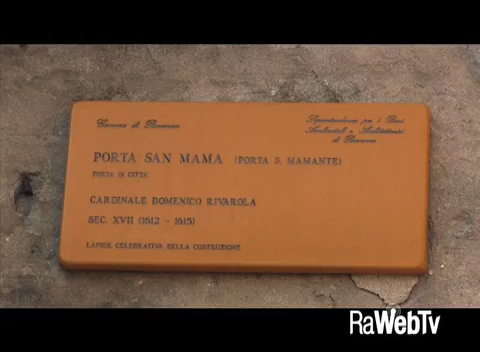 Comune di Ravenna
Soprintendenza per i Beni
Ambientali e Architettonici
di Ravenna
PORTA SAN MAMA (PORTA S. MAMANTE)
PORTA DI CITTA'
CARDINALE DOMENICO RIVAROLA
SEC. XVII (1612 - 1615)
LAPIDE CELEBRATIVA DELLA COSTRUZIONE
RaWebTv